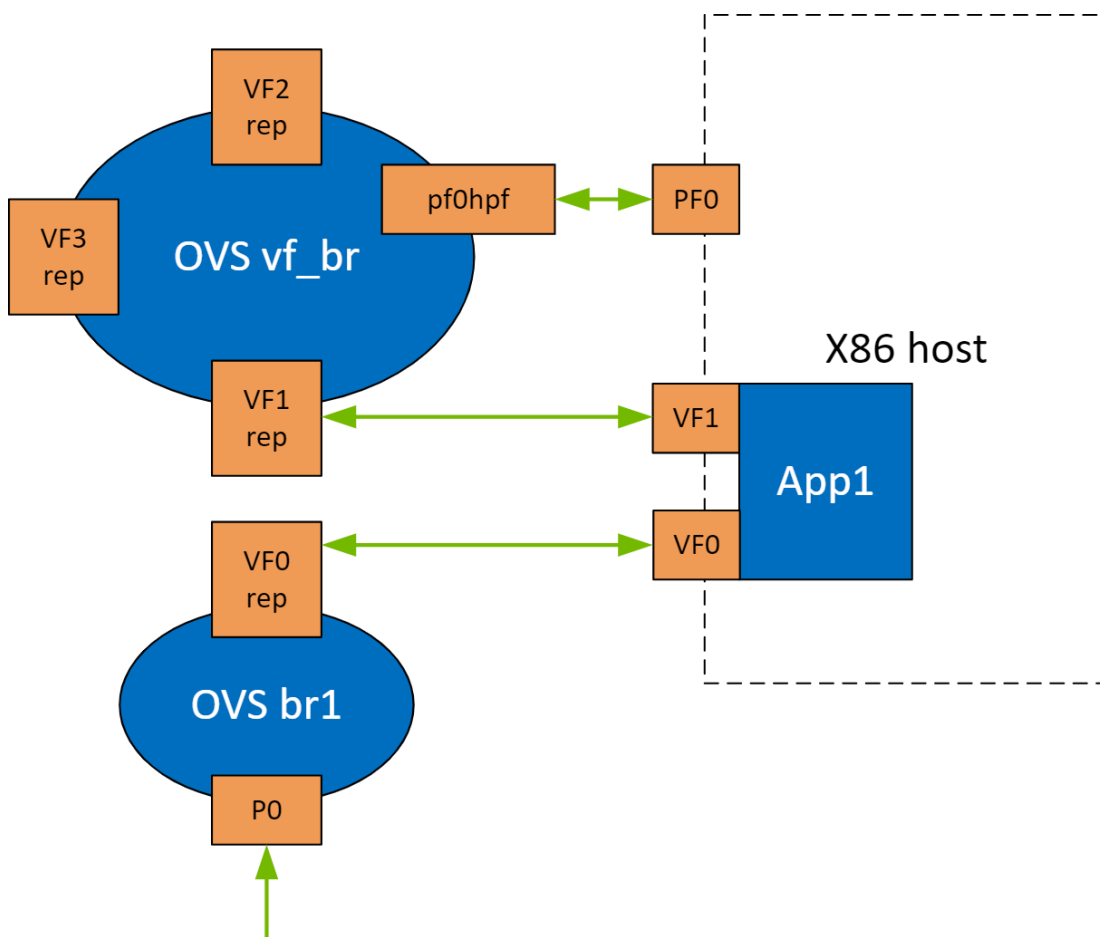 VF2
rep
pf0hpf
PF0
VF3
rep
OVS vf_br
X86 host
VF1
rep
VF1
App1
VF0
rep
VF0
OVS br1
P0